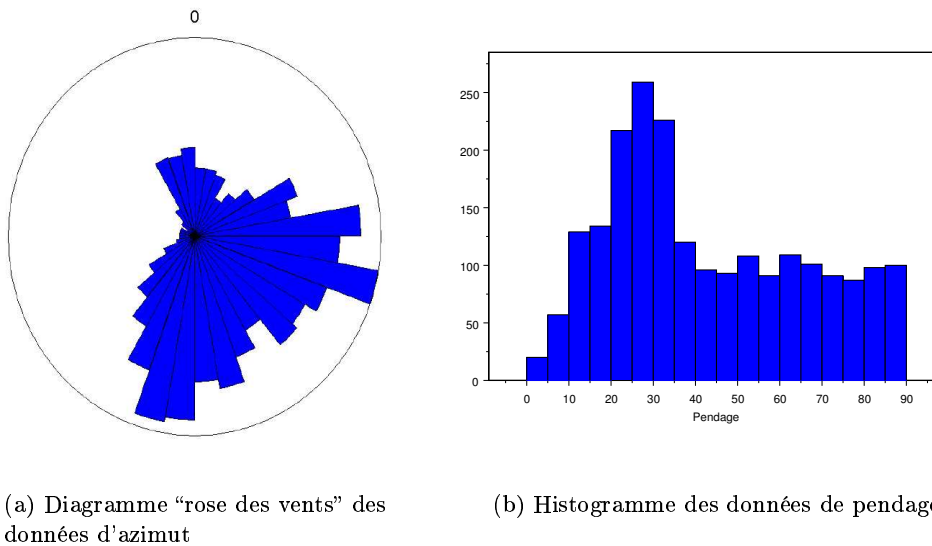 0
250
200
150
100
50
0
0 10 20 30 40 50 60 70 80 90
Pendage
(a) Diagramme “rose des vents” des
données d'azimut
(b) Histogramme des données de pendage